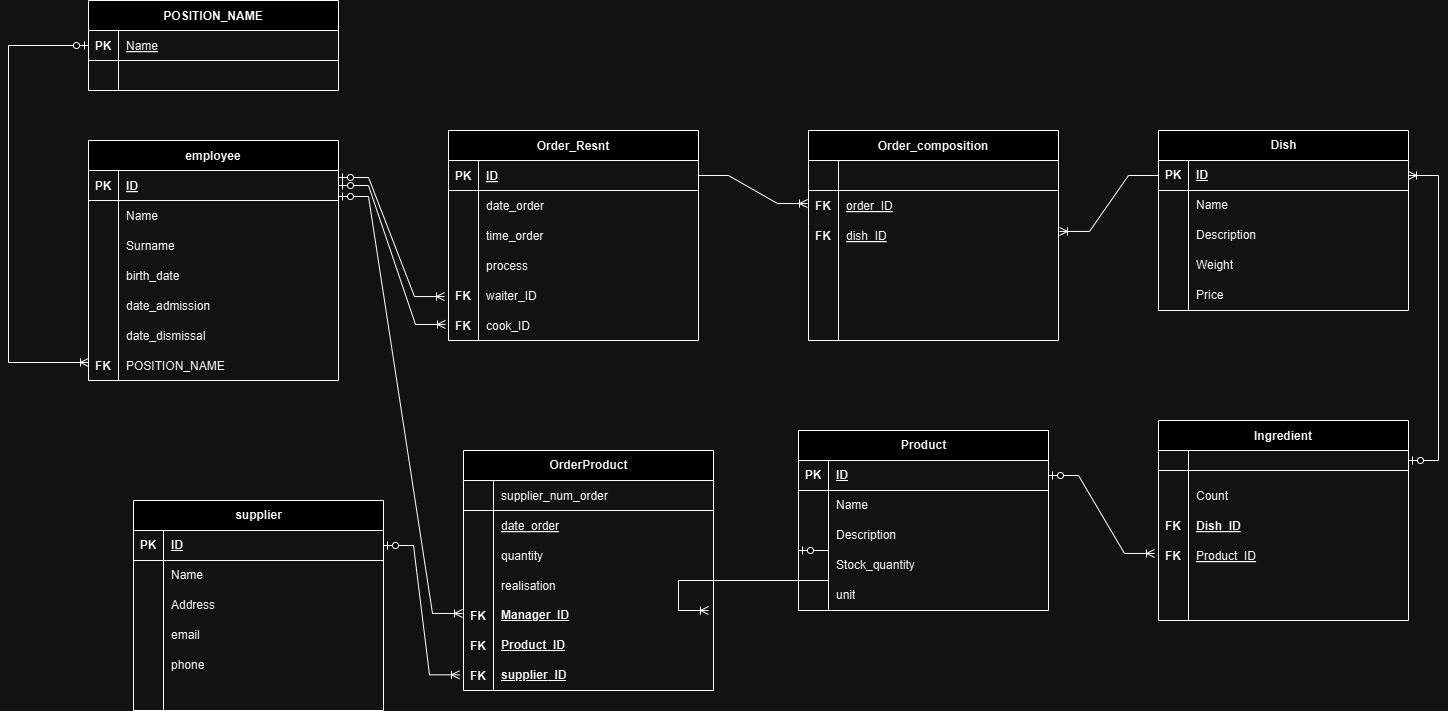 POSITION_NAME
PK Name
employee
PK ID
Name
Surname
birth_date
date_admission
date_dismissal
FK POSITION_NAME
Order_Resnt
PK ID
date_order
time_order
process
FK waiter_ID
FK cook_ID
Order_composition
FK order_ID
FK dish_ID
Dish
PK ID
Name
Description
Weight
Price
supplier
PK ID
Name
Address
email
phone
OrderProduct
supplier_num_order
date_order
quantity
realisation
FK Manager_ID
FK Product_ID
FK supplier_ID
Product
PK ID
Name
Description
Stock_quantity
unit
Ingredient
Count
FK Dish_ID
FK Product_ID